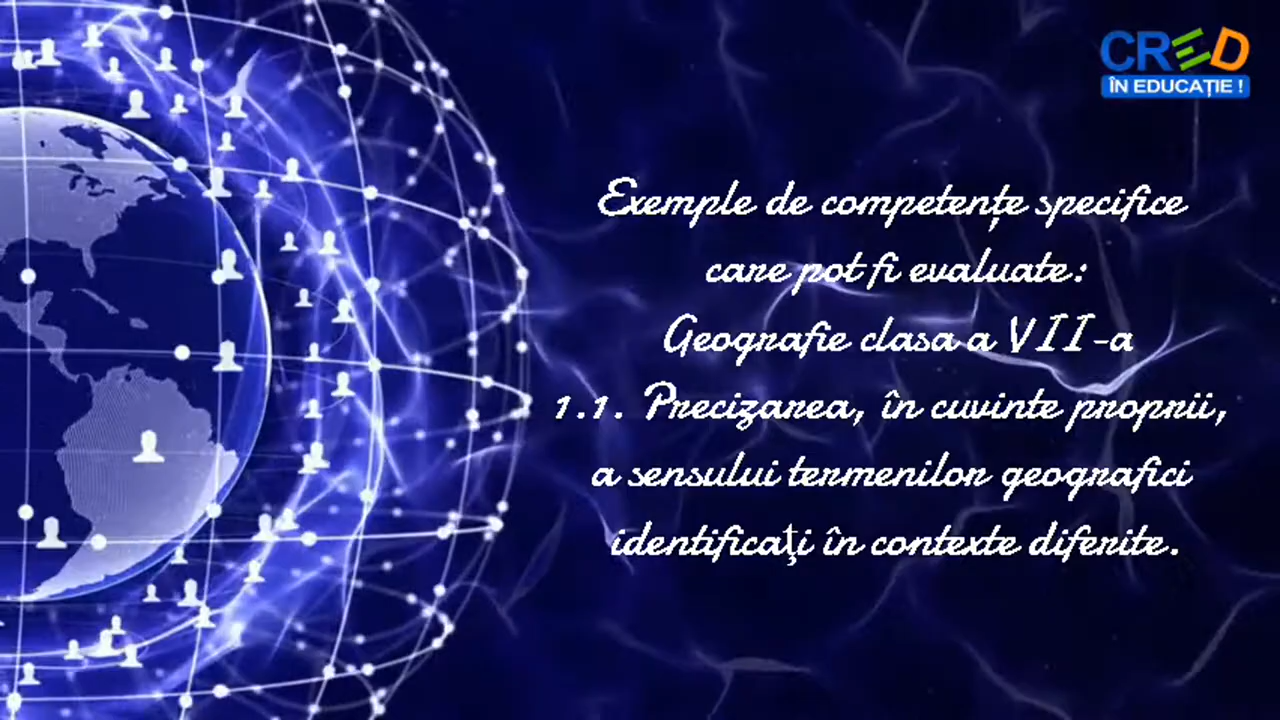 CRED
ÎN EDUCAȚIE !
Exemple de competențe specifice
care pot fi evaluate:
Geografie clasa a VII-a
1.1. Precizarea, în cuvinte proprii,
a sensului termenilor geografici
identificaţi în contexte diferite.